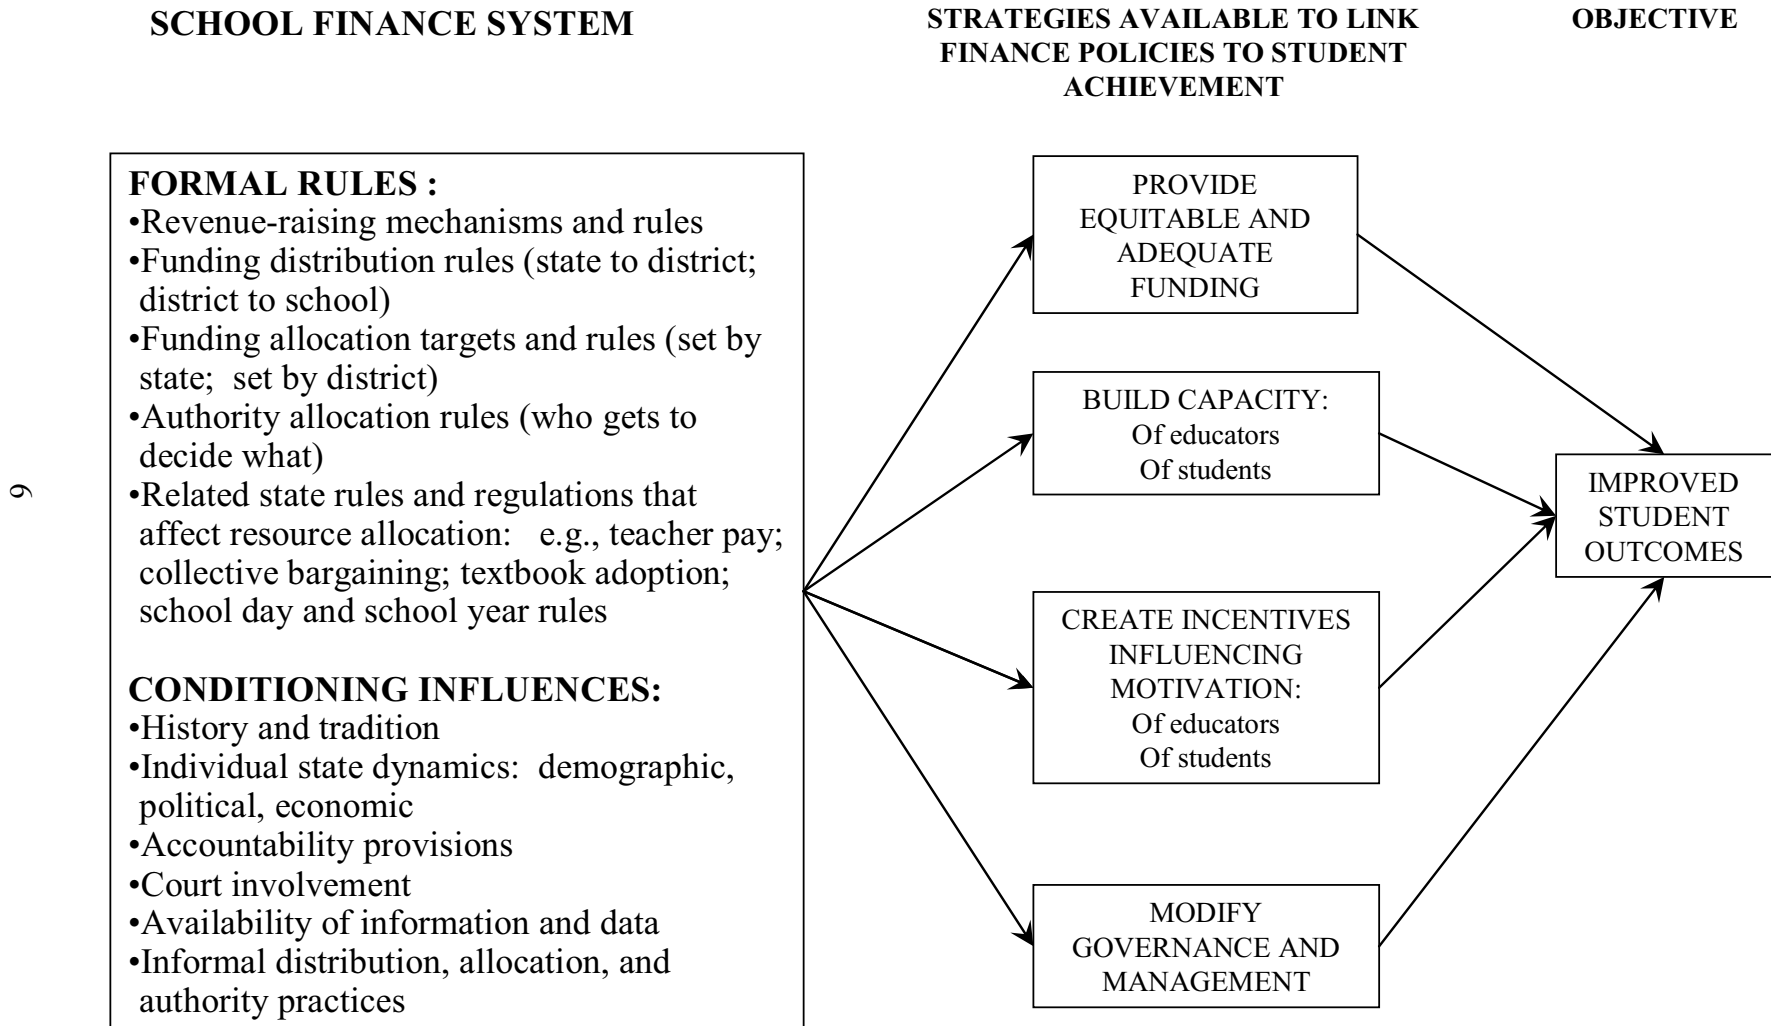 SCHOOL FINANCE SYSTEM
STRATEGIES AVAILABLE TO LINK
FINANCE POLICIES TO STUDENT
ACHIEVEMENT
OBJECTIVE
FORMAL RULES :
•Revenue-raising mechanisms and rules
•Funding distribution rules (state to district;
district to school)
•Funding allocation targets and rules (set by
state;  set by district)
•Authority allocation rules (who gets to
decide what)
•Related state rules and regulations that
affect resource allocation:   e.g., teacher pay;
collective bargaining; textbook adoption;
school day and school year rules
CONDITIONING INFLUENCES:
•History and tradition
•Individual state dynamics:  demographic,
political, economic
•Accountability provisions
•Court involvement
•Availability of information and data
•Informal distribution, allocation, and
authority practices
PROVIDE
EQUITABLE AND
ADEQUATE
FUNDING
BUILD CAPACITY:
Of educators
Of students
CREATE INCENTIVES
INFLUENCING
MOTIVATION:
Of educators
Of students
MODIFY
GOVERNANCE AND
MANAGEMENT
IMPROVED
STUDENT
OUTCOMES
6